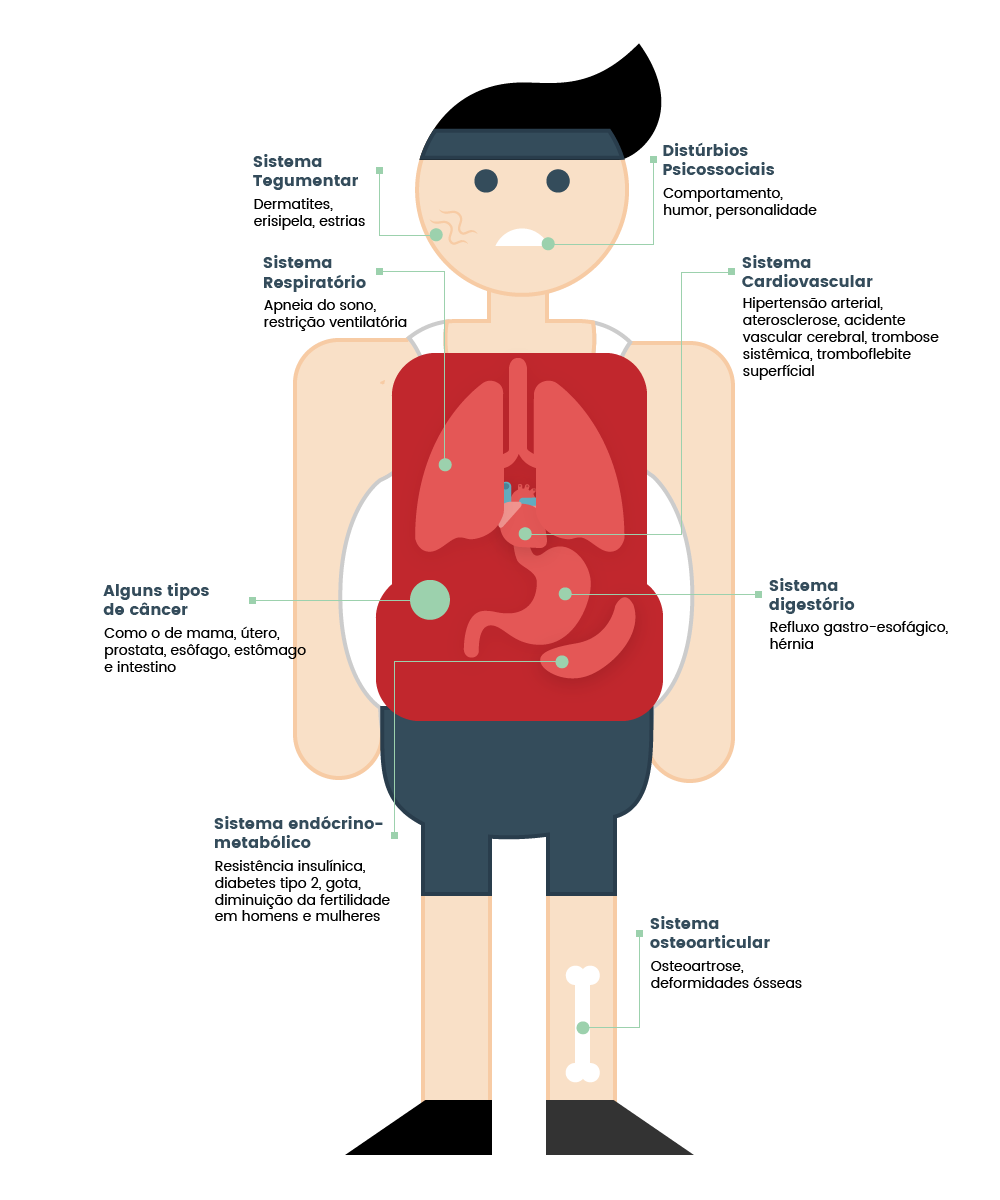 Sistema
Tegumentar
Dermatites,
erisipela, estrias
Distúrbios
Psicossociais
Comportamento,
humor, personalidade
Sistema
Respiratório
Apneia do sono,
restrição ventilatória
Sistema
Cardiovascular
Hipertensão arterial,
aterosclerose, acidente
vascular cerebral, trombose
sistêmica, tromboflebite
superfícial
Alguns tipos
de câncer
Como o de mama, útero,
prostata, esôfago, estômago
e intestino
Sistema
digestório
Refluxo gastro-esofágico,
hérnia
Sistema endócrino-
metabólico
Resistência insulínica,
diabetes tipo 2, gota,
diminuição da fertilidade
em homens e mulheres
Sistema
osteoarticular
Osteoartrose,
deformidades ósseas